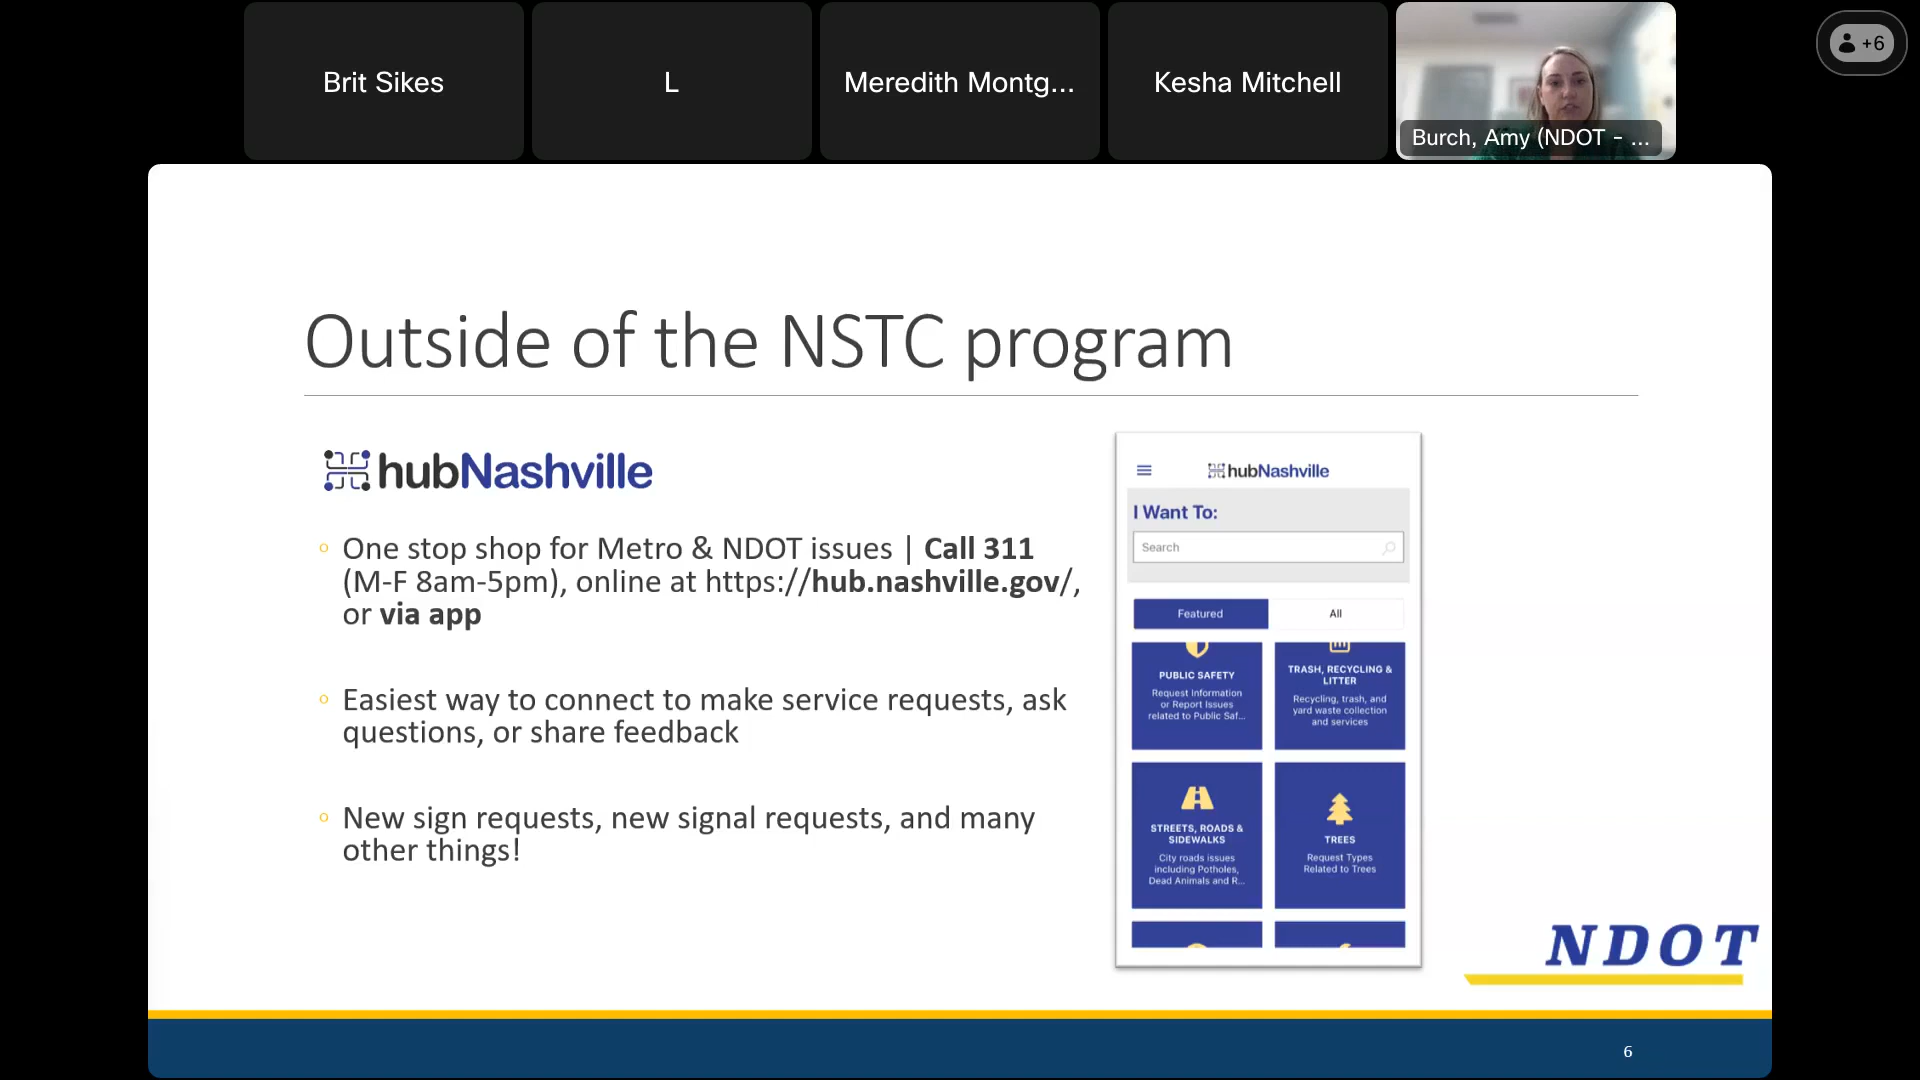 Brit Sikes
L
Meredith Montg...
Kesha Mitchell
Burch, Amy (NDOT - ...
+6
Outside of the NSTC program
hubNashville
◦ One stop shop for Metro & NDOT issues | Call 311
(M-F 8am-5pm), online at https://hub.nashville.gov/,
or via app
◦ Easiest way to connect to make service requests, ask
questions, or share feedback
◦ New sign requests, new signal requests, and many
other things!
hubNashville
I Want To:
Search
Featured
All
PUBLIC SAFETY
Request Information
or Report Issues
related to Public Saf...
TRASH, RECYCLING &
LITTER
Recycling, trash, and
yard waste collection
and services
STREETS, ROADS &
SIDEWALKS
City roads issues
including Potholes,
Dead Animals and R...
TREES
Request Types
Related to Trees
NDOT
6